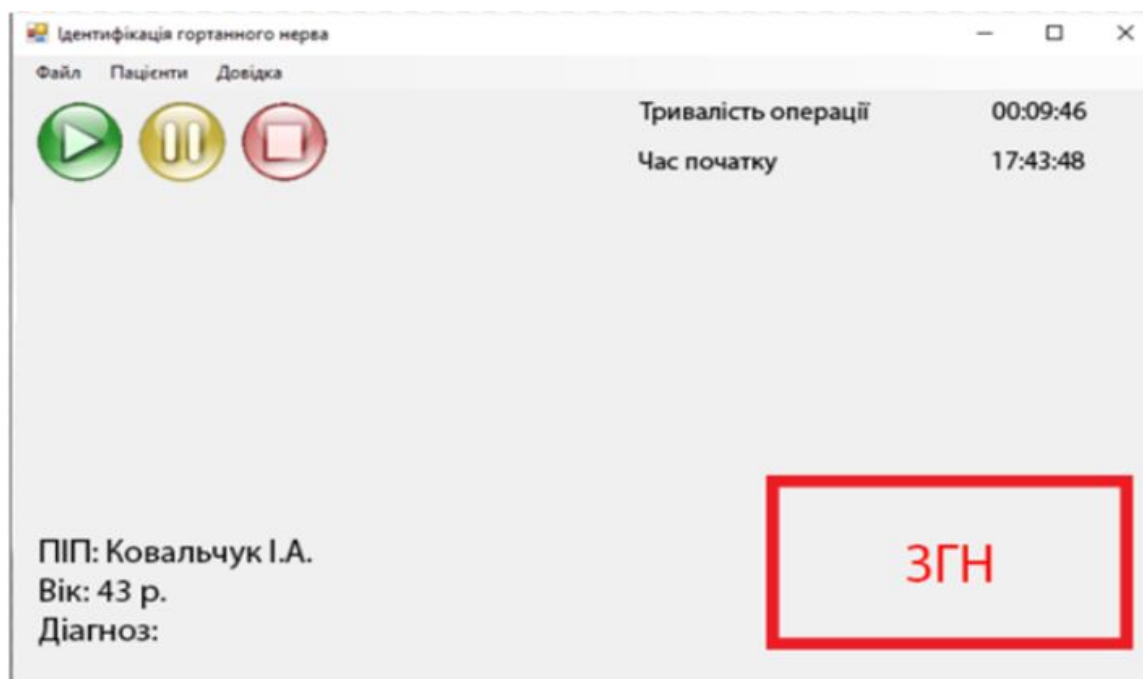 Ідентифікація гортанного нерва
Файл Пацієнти Довідка
Тривалість операції 00:09:46
Час початку 17:43:48
ПІП: Ковальчук І.А.
Вік: 43 р.
Діагноз:
ЗГН